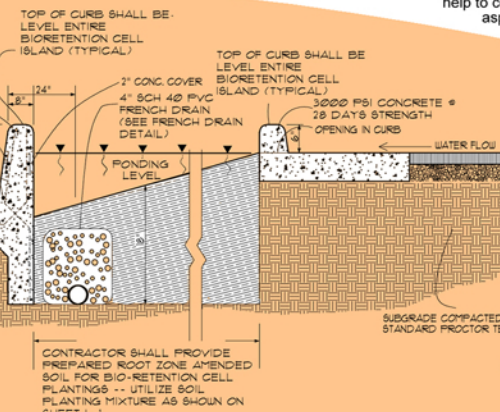 help to c
asp
TOP OF CURB SHALL BE
LEVEL ENTIRE
BIORETENTION CELL
ISLAND (TYPICAL)
TOP OF CURB SHALL BE
LEVEL ENTIRE
BIORETENTION CELL
ISLAND (TYPICAL)
24"
8"
2" CONC. COVER
4" SCH 40 PVC
FRENCH DRAIN
(SEE FRENCH DRAIN
DETAIL)
3000 PSI CONCRETE @
28 DAYS STRENGTH
OPENING IN CURB
6"
WATER FLOW
PONDING
LEVEL
SUBGRADE COMPACTED
STANDARD PROCTOR TE
CONTRACTOR SHALL PROVIDE
PREPARED ROOT ZONE AMENDED
SOIL FOR BIO-RETENTION CELL
PLANTINGS -- UTILIZE SOIL
PLANTING MIXTURE AS SHOWN ON